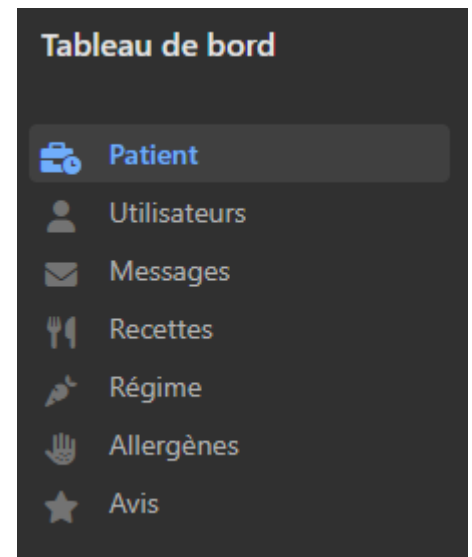 Tableau de bord
Patient
Utilisateurs
Messages
Recettes
Régime
Allergènes
Avis